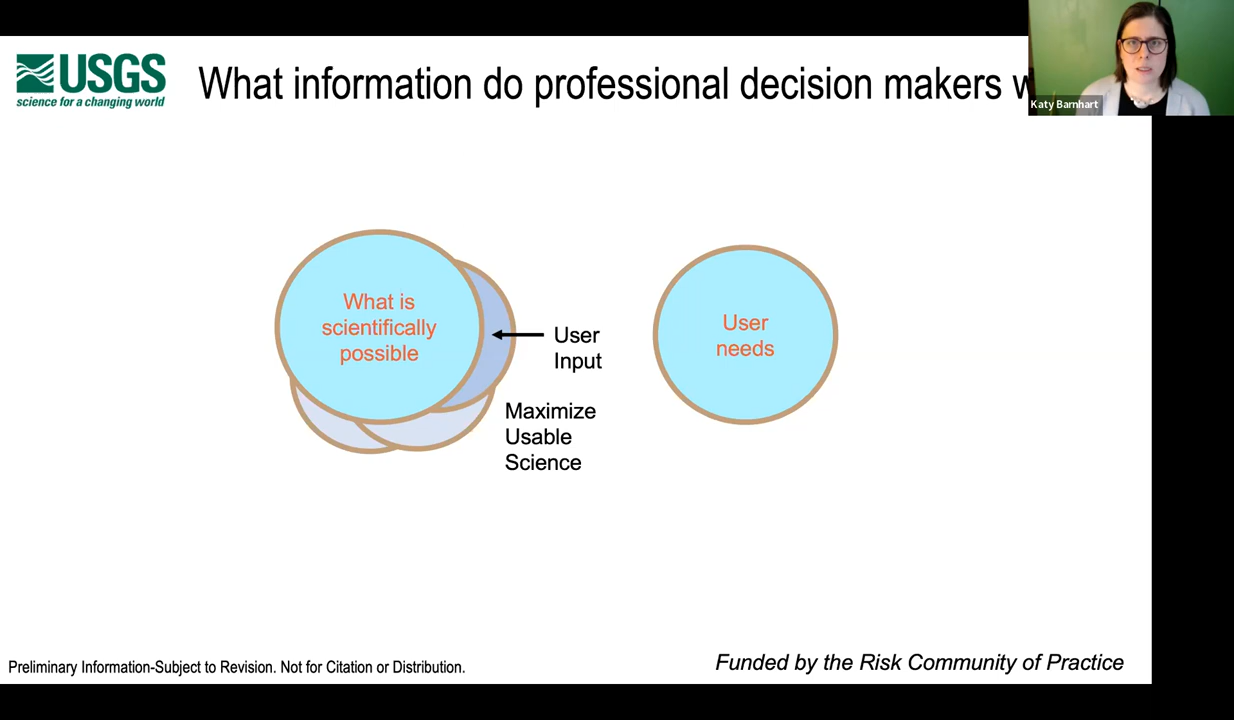 USGS
science for a changing world
What information do professional decision makers
Katy Barnhart
What is
scientifically
possible
User
Input
Maximize
Usable
Science
User
needs
Preliminary Information-Subject to Revision. Not for Citation or Distribution.
Funded by the Risk Community of Practice